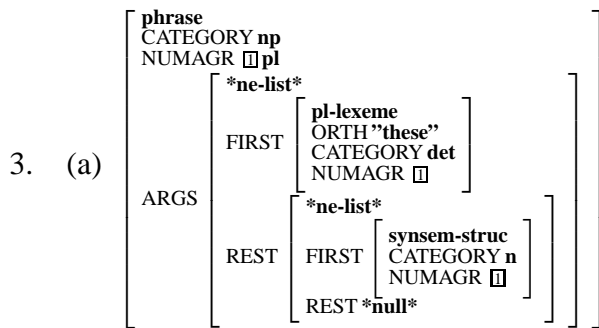 phrase
CATEGORY np
NUMAGR 1 pl
*ne-list*
pl-lexeme
ORTH ”these”
FIRST
CATEGORY det
NUMAGR 1
3. (a)
ARGS
*ne-list*
synsem-struc
REST FIRST CATEGORY n
NUMAGR 1
REST *null*